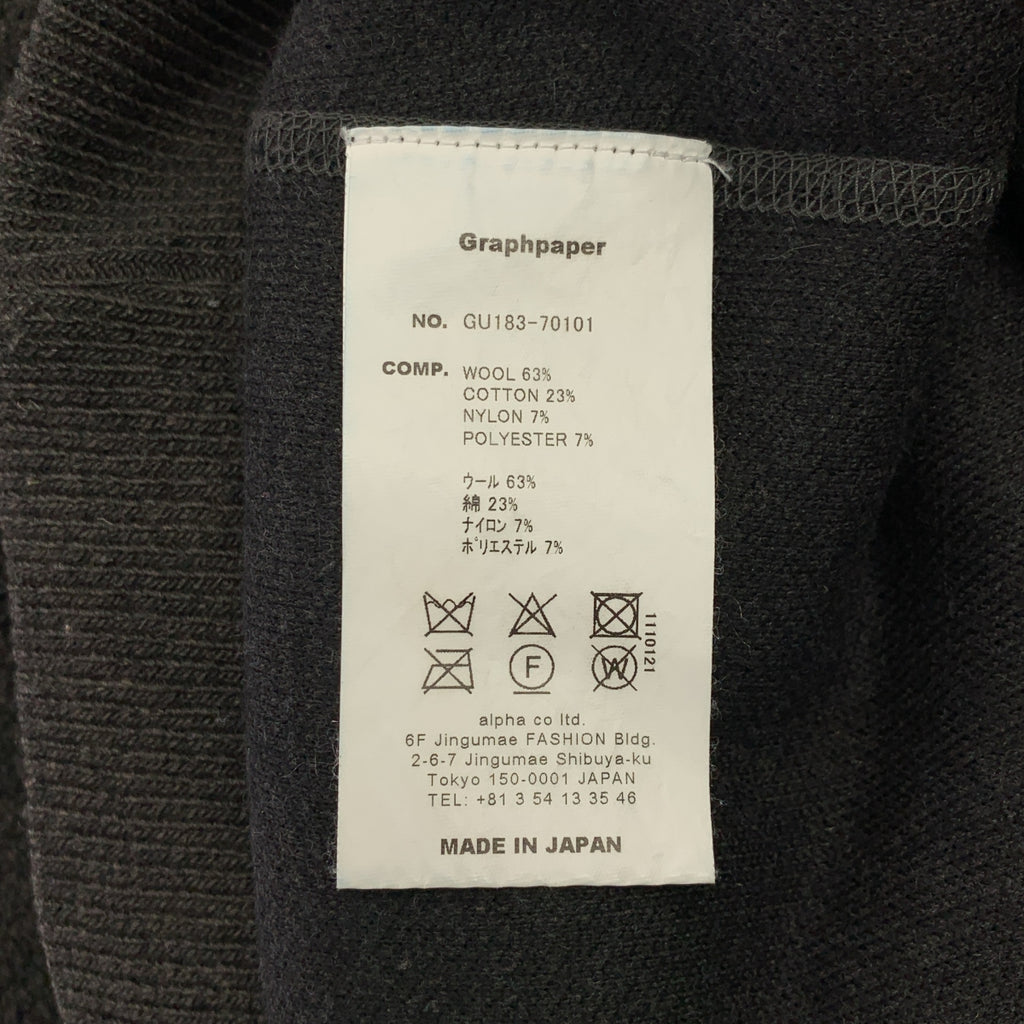 Graphpaper
NO. GU183-70101
COMP. WOOL 63%
COTTON 23%
NYLON 7%
POLYESTER 7%
ウール 63%
綿 23%
ナイロン 7%
ポリエステル 7%
1110121
F
W
alpha co ltd.
6F Jingumae FASHION Bldg.
2-6-7 Jingumae Shibuya-ku
Tokyo 150-0001 JAPAN
TEL: +81 3 54 13 35 46
MADE IN JAPAN